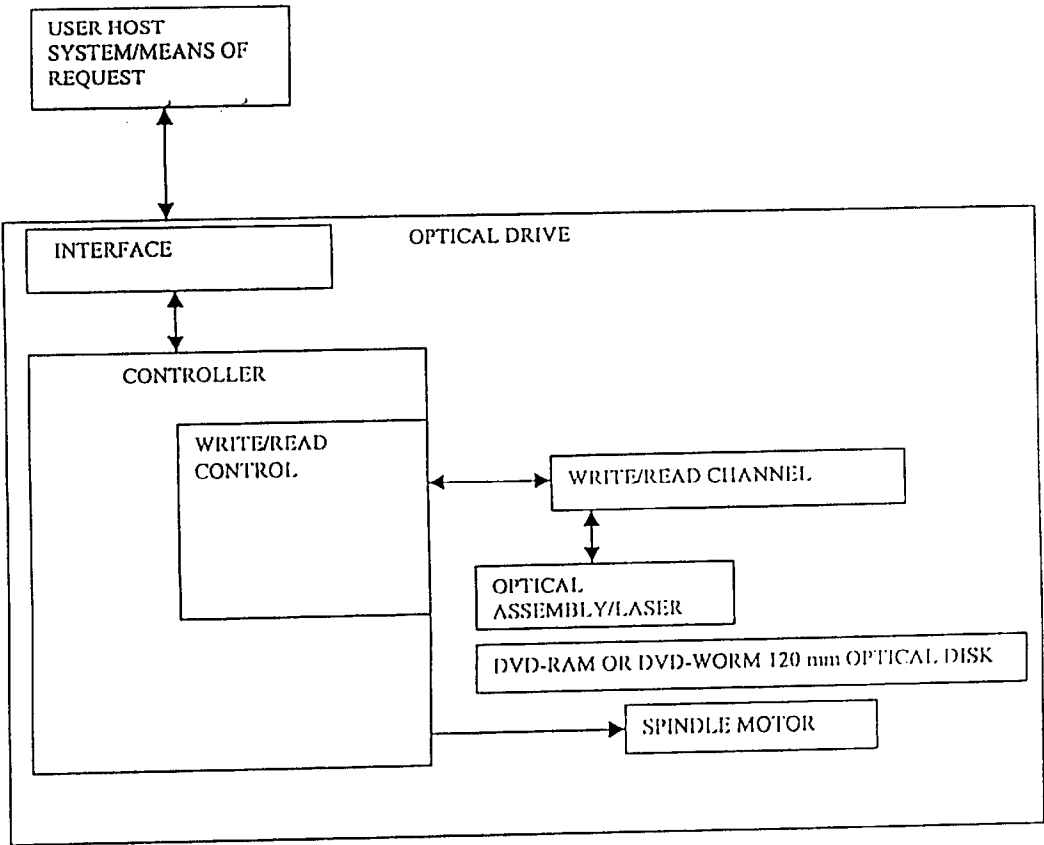 USER HOST
SYSTEM/MEANS OF
REQUEST
OPTICAL DRIVE
INTERFACE
CONTROLLER
WRITE/READ
CONTROL
WRITE/READ CHANNEL
OPTICAL
ASSEMBLY/LASER
DVD-RAM OR DVD-WORM 120 mm OPTICAL DISK
SPINDLE MOTOR